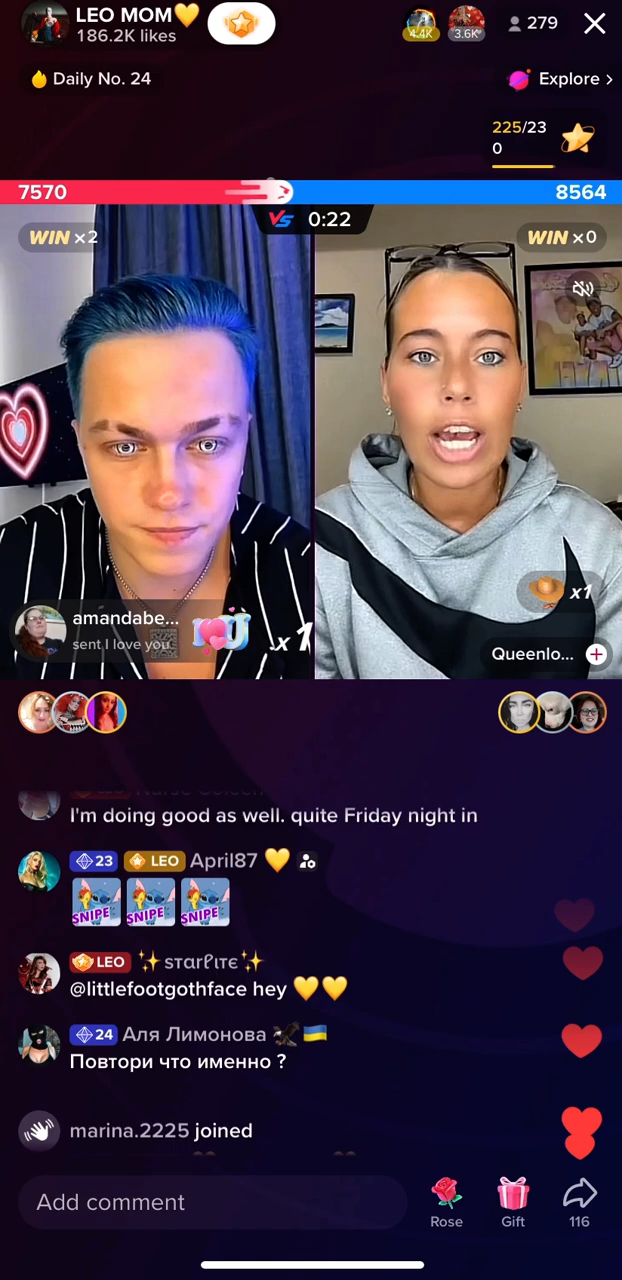 LEO MOM💛
186.2K likes
4.4K
3.6K
279
Daily No. 24
Explore >
225/23
0
7570
8564
VS 0:22
WIN x2
WIN x0
amandabe...
sent I love you
x1
x1
Queenlo...
I'm doing good as well. quite Friday night in
23 LEO April87 💛
SNIPE SNIPE SNIPE
LEO ✨sтαrℓιтє✨
@littlefootgothface hey 💛💛
24 Аля Лимонова 🦅🇺🇦
Повтори что именно ?
marina.2225 joined
Add comment
Rose
Gift
116